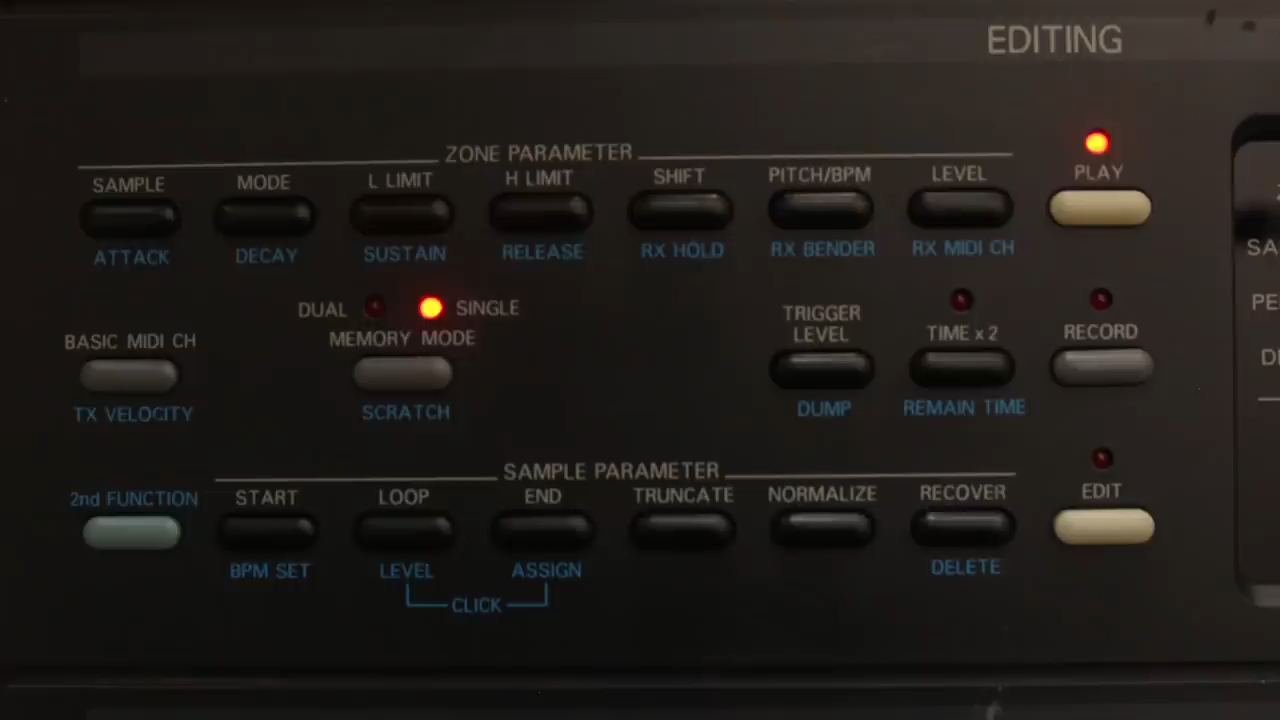 EDITING
ZONE PARAMETER
SAMPLE MODE L LIMIT H LIMIT SHIFT PITCH/BPM LEVEL PLAY
ATTACK DECAY SUSTAIN RELEASE RX HOLD RX BENDER RX MIDI CH
DUAL SINGLE
BASIC MIDI CH MEMORY MODE TRIGGER
LEVEL TIME x 2 RECORD
TX VELOCITY SCRATCH DUMP REMAIN TIME
SAMPLE PARAMETER
2nd FUNCTION START LOOP END TRUNCATE NORMALIZE RECOVER EDIT
BPM SET LEVEL ASSIGN DELETE
CLICK